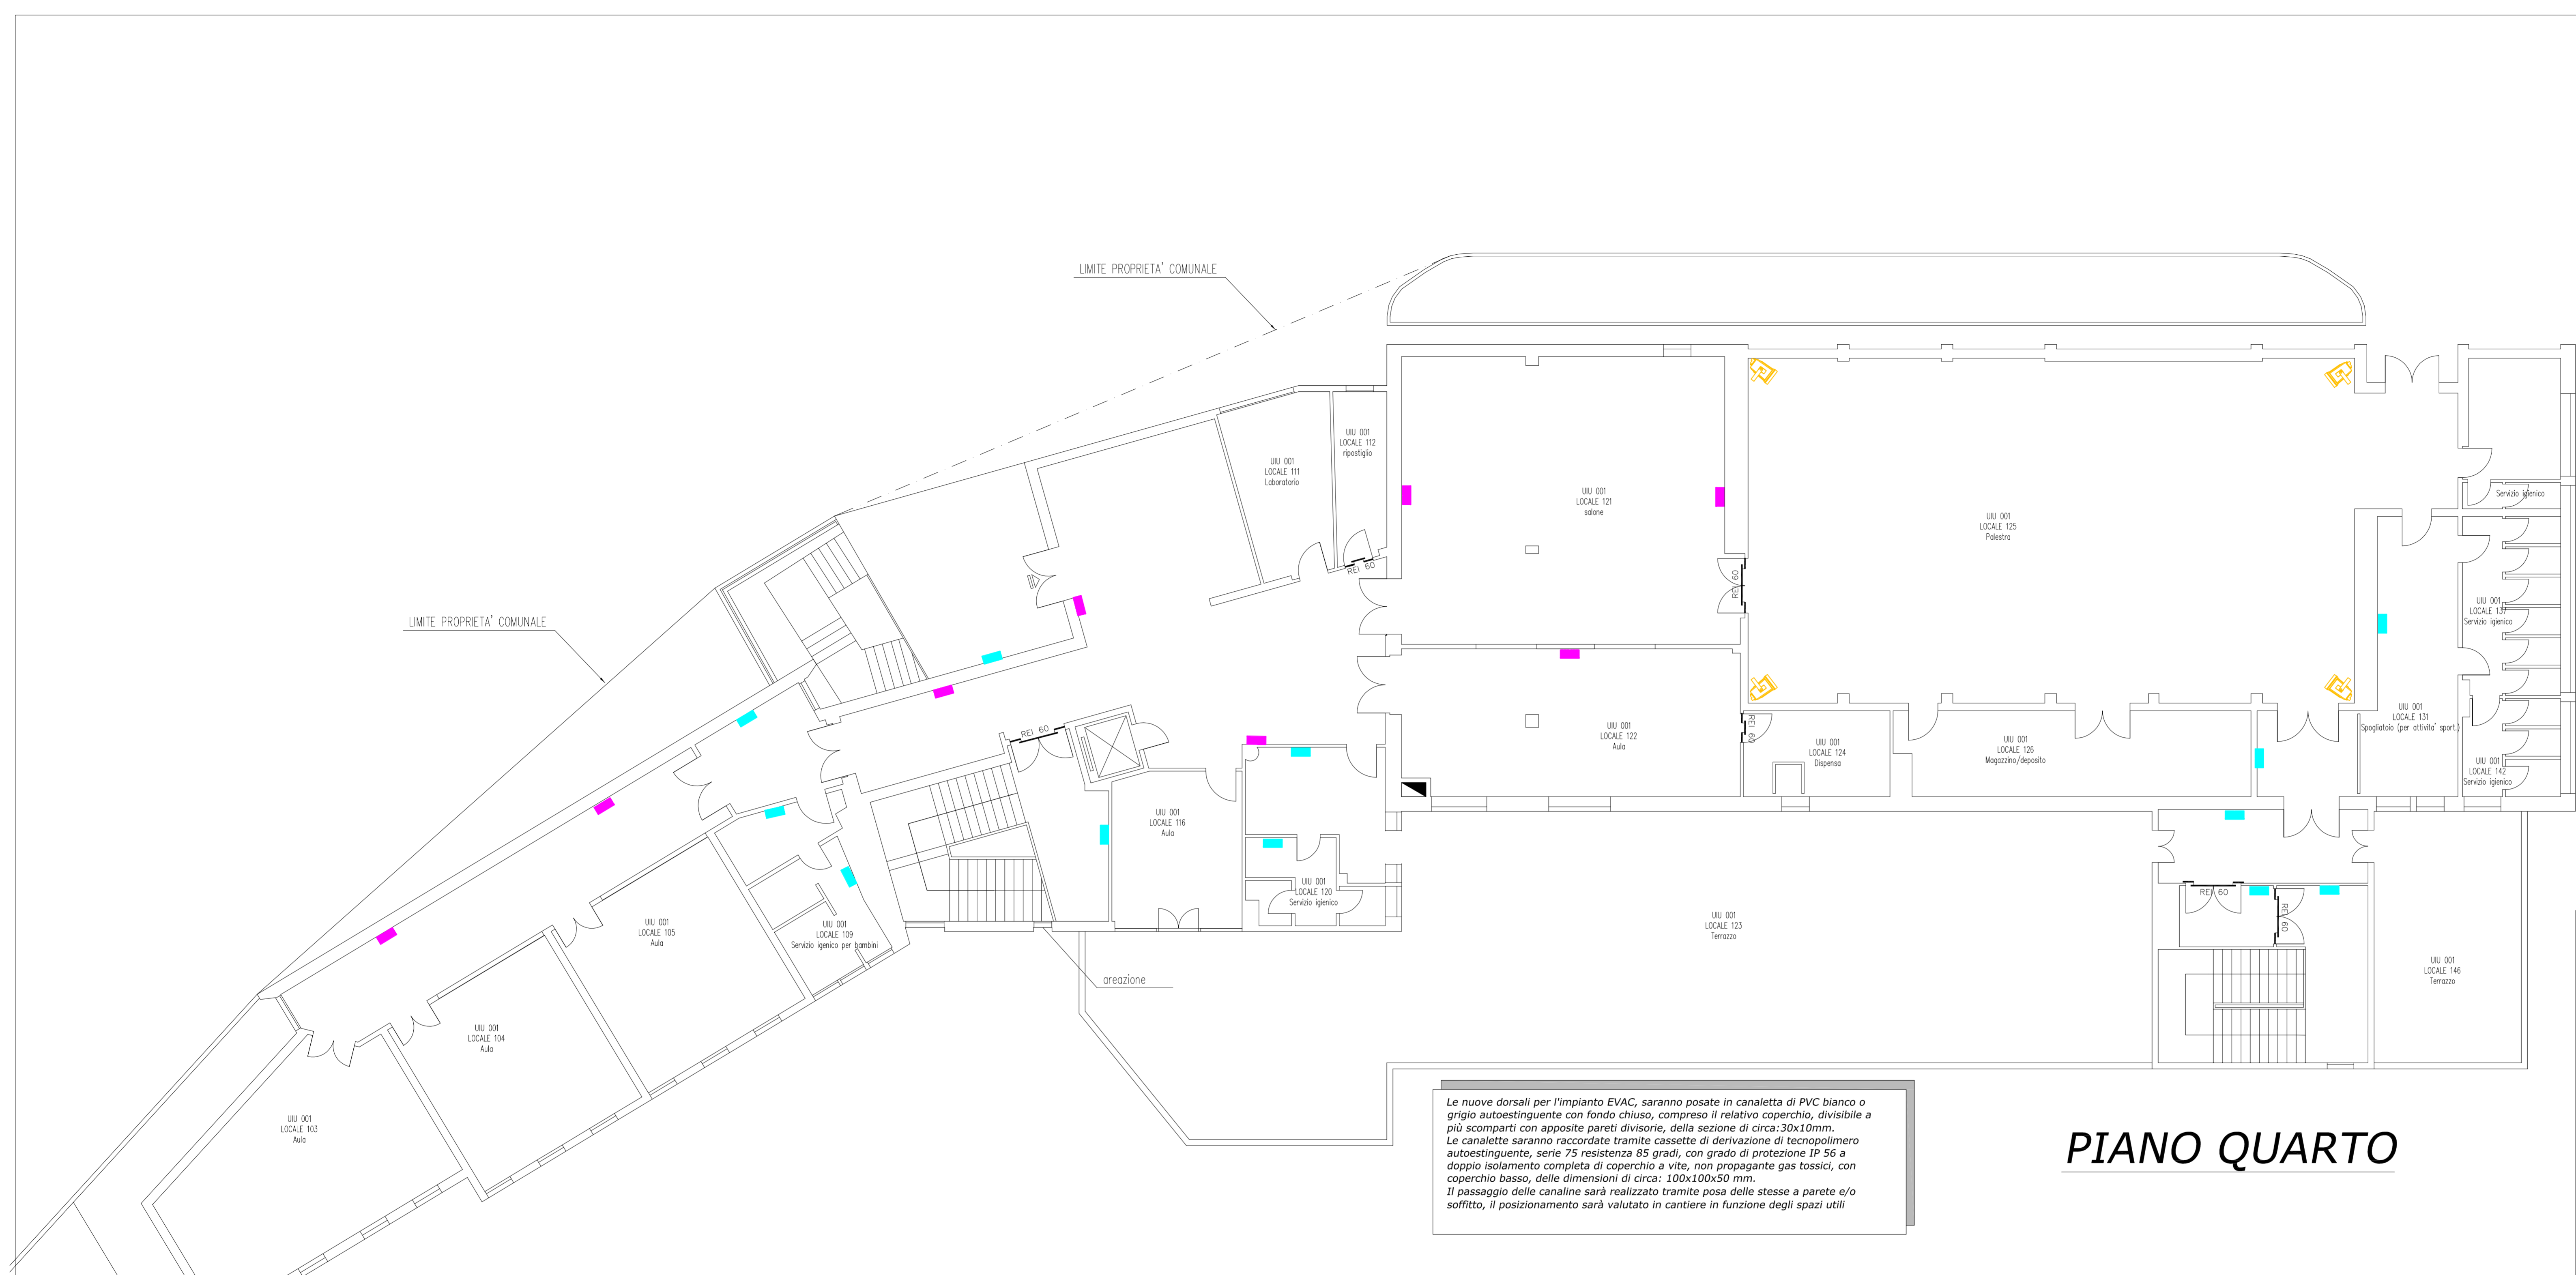 LIMITE PROPRIETA' COMUNALE
LIMITE PROPRIETA' COMUNALE
UIU 001
LOCALE 111
Laboratorio
UIU 001
LOCALE 112
ripostiglio
REI 60
UIU 001
LOCALE 121
salone
REI 60
UIU 001
LOCALE 125
Palestra
Servizio igienico
UIU 001
LOCALE 137
Servizio igienico
UIU 001
LOCALE 131
Spogliatoio (per attivita' sport.)
UIU 001
LOCALE 142
Servizio igienico
REI 60
UIU 001
LOCALE 122
Aula
REI 60
UIU 001
LOCALE 124
Dispensa
UIU 001
LOCALE 126
Magazzino/deposito
UIU 001
LOCALE 116
Aula
UIU 001
LOCALE 120
Servizio igienico
UIU 001
LOCALE 109
Servizio igenico per bambini
UIU 001
LOCALE 105
Aula
UIU 001
LOCALE 104
Aula
UIU 001
LOCALE 103
Aula
areazione
UIU 001
LOCALE 123
Terrazzo
REI 60
REI 60
UIU 001
LOCALE 146
Terrazzo
Le nuove dorsali per l'impianto EVAC, saranno posate in canaletta di PVC bianco o
grigio autoestinguente con fondo chiuso, compreso il relativo coperchio, divisibile a
più scomparti con apposite pareti divisorie, della sezione di circa:30x10mm.
Le canalette saranno raccordate tramite cassette di derivazione di tecnopolimero
autoestinguente, serie 75 resistenza 85 gradi, con grado di protezione IP 56 a
doppio isolamento completa di coperchio a vite, non propagante gas tossici, con
coperchio basso, delle dimensioni di circa: 100x100x50 mm.
Il passaggio delle canaline sarà realizzato tramite posa delle stesse a parete e/o
soffitto, il posizionamento sarà valutato in cantiere in funzione degli spazi utili
PIANO QUARTO